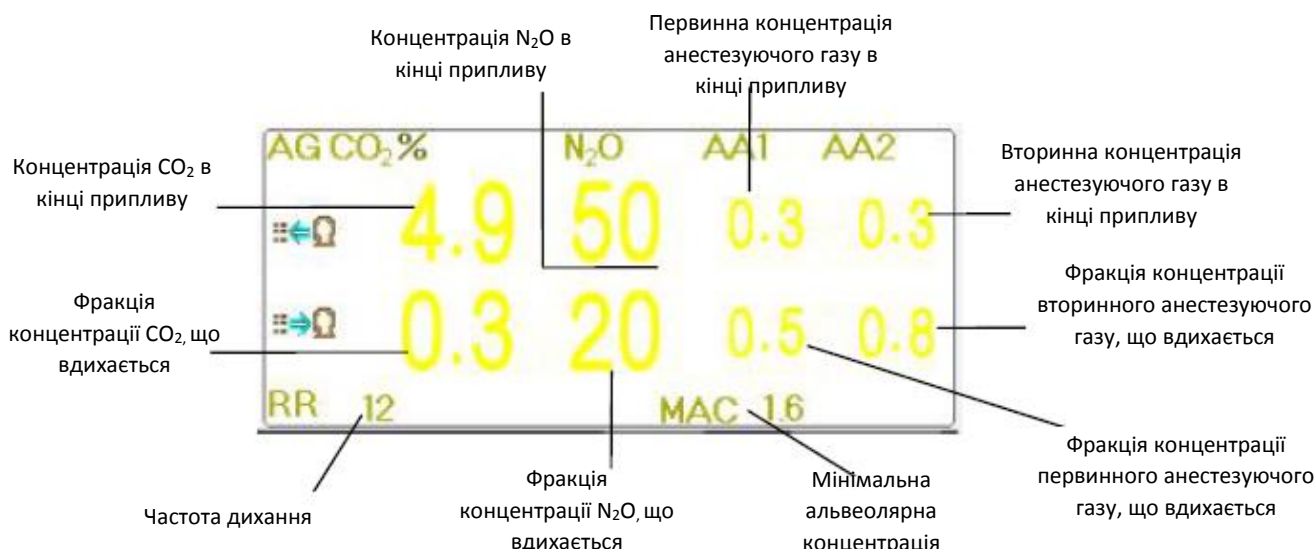 Концентрація N₂O в
кінці припливу
Первинна концентрація
анестезуючого газу в
кінці припливу
Концентрація CO₂ в
кінці припливу
Вторинна концентрація
анестезуючого газу в
кінці припливу
AG CO₂% N₂O AA1 AA2
4.9 50 0.3 0.3
0.3 20 0.5 0.8
RR 12 MAC 1.6
Фракція
концентрації CO₂, що
вдихається
Фракція концентрації
вторинного анестезуючого
газу, що вдихається
Частота дихання
Фракція
концентрації N₂O, що
вдихається
Мінімальна
альвеолярна
концентрація
Фракція концентрації
первинного анестезуючого
газу, що вдихається